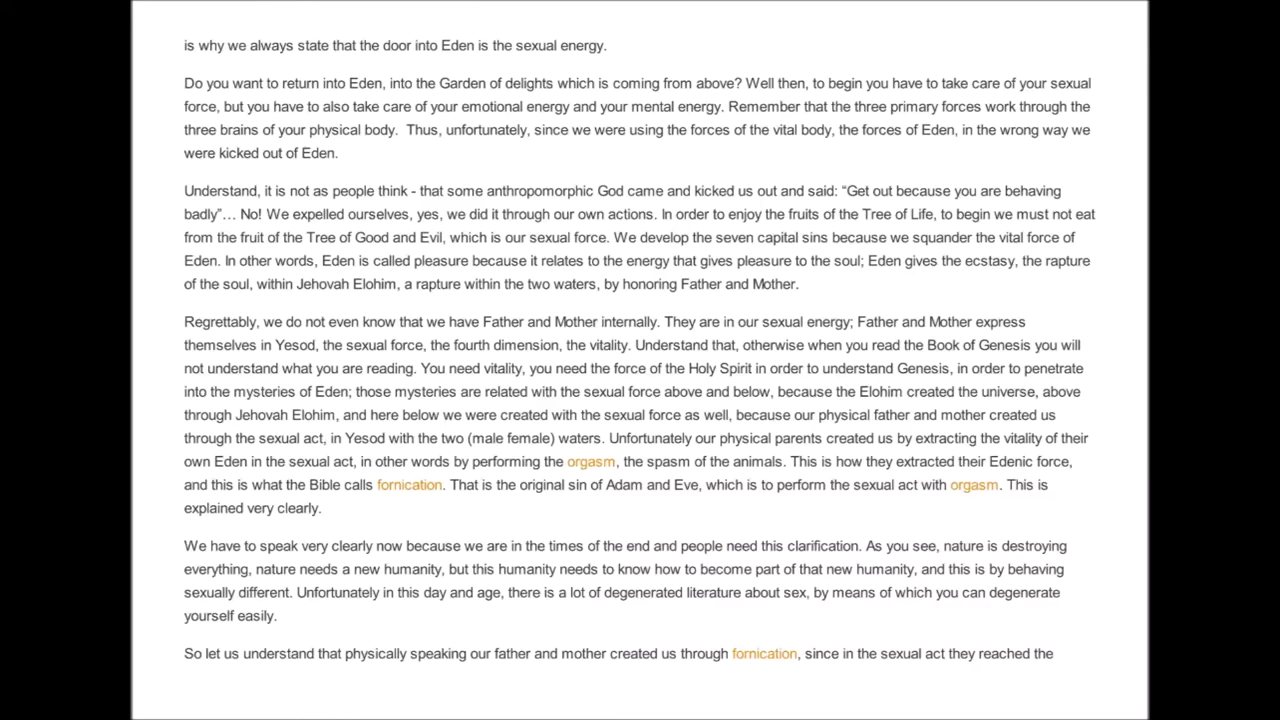 is why we always state that the door into Eden is the sexual energy.
Do you want to return into Eden, into the Garden of delights which is coming from above? Well then, to begin you have to take care of your sexual
force, but you have to also take care of your emotional energy and your mental energy. Remember that the three primary forces work through the
three brains of your physical body.  Thus, unfortunately, since we were using the forces of the vital body, the forces of Eden, in the wrong way we
were kicked out of Eden.
Understand, it is not as people think - that some anthropomorphic God came and kicked us out and said: “Get out because you are behaving
badly”… No! We expelled ourselves, yes, we did it through our own actions. In order to enjoy the fruits of the Tree of Life, to begin we must not eat
from the fruit of the Tree of Good and Evil, which is our sexual force. We develop the seven capital sins because we squander the vital force of
Eden. In other words, Eden is called pleasure because it relates to the energy that gives pleasure to the soul; Eden gives the ecstasy, the rapture
of the soul, within Jehovah Elohim, a rapture within the two waters, by honoring Father and Mother.
Regrettably, we do not even know that we have Father and Mother internally. They are in our sexual energy; Father and Mother express
themselves in Yesod, the sexual force, the fourth dimension, the vitality. Understand that, otherwise when you read the Book of Genesis you will
not understand what you are reading. You need vitality, you need the force of the Holy Spirit in order to understand Genesis, in order to penetrate
into the mysteries of Eden; those mysteries are related with the sexual force above and below, because the Elohim created the universe, above
through Jehovah Elohim, and here below we were created with the sexual force as well, because our physical father and mother created us
through the sexual act, in Yesod with the two (male female) waters. Unfortunately our physical parents created us by extracting the vitality of their
own Eden in the sexual act, in other words by performing the orgasm, the spasm of the animals. This is how they extracted their Edenic force,
and this is what the Bible calls fornication. That is the original sin of Adam and Eve, which is to perform the sexual act with orgasm. This is
explained very clearly.
We have to speak very clearly now because we are in the times of the end and people need this clarification. As you see, nature is destroying
everything, nature needs a new humanity, but this humanity needs to know how to become part of that new humanity, and this is by behaving
sexually different. Unfortunately in this day and age, there is a lot of degenerated literature about sex, by means of which you can degenerate
yourself easily.
So let us understand that physically speaking our father and mother created us through fornication, since in the sexual act they reached the